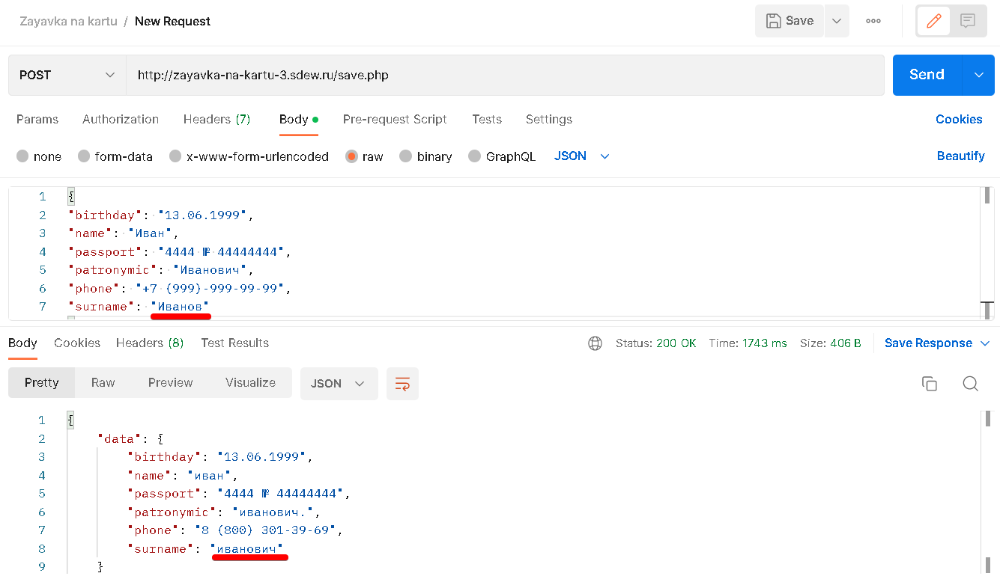 Zayavka na kartu / New Request
Save
POST http://zayavka-na-kartu-3.sdew.ru/save.php Send
Params Authorization Headers (7) Body Pre-request Script Tests Settings Cookies
none form-data x-www-form-urlencoded raw binary GraphQL JSON Beautify
1 {
2 "birthday": "13.06.1999",
3 "name": "Иван",
4 "passport": "4444 № 44444444",
5 "patronymic": "Иванович",
6 "phone": "+7 (999)-999-99-99",
7 "surname": "Иванов"
Body Cookies Headers (8) Test Results Status: 200 OK Time: 1743 ms Size: 406 B Save Response
Pretty Raw Preview Visualize JSON
1 {
2 "data": {
3 "birthday": "13.06.1999",
4 "name": "иван",
5 "passport": "4444 № 44444444",
6 "patronymic": "иванович.",
7 "phone": "8 (800) 301-39-69",
8 "surname": "иванович"
9 }